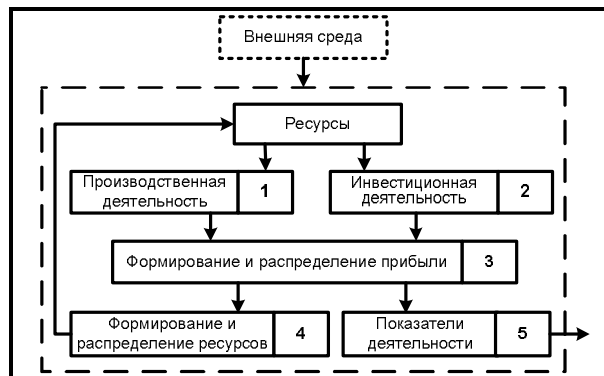 Внешняя среда
Ресурсы
Производственная
деятельность
1
Инвестиционная
деятельность
2
Формирование и распределение прибыли
3
Формирование и
распределение ресурсов
4
Показатели
деятельности
5